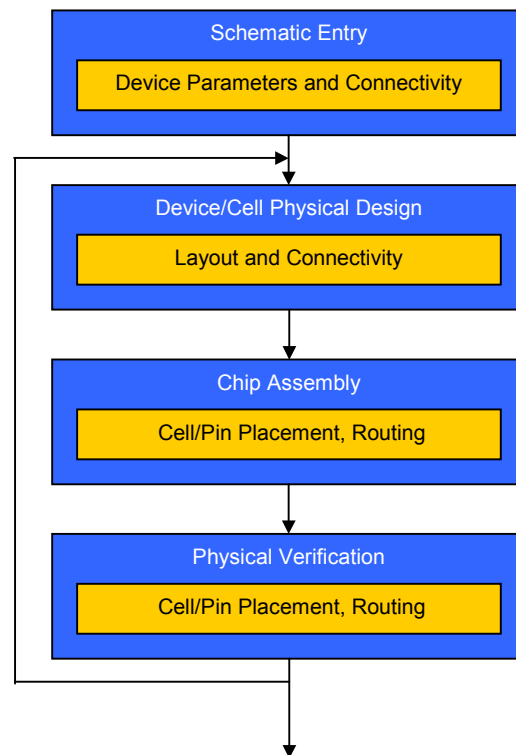 Schematic Entry
Device Parameters and Connectivity
Device/Cell Physical Design
Layout and Connectivity
Chip Assembly
Cell/Pin Placement, Routing
Physical Verification
Cell/Pin Placement, Routing